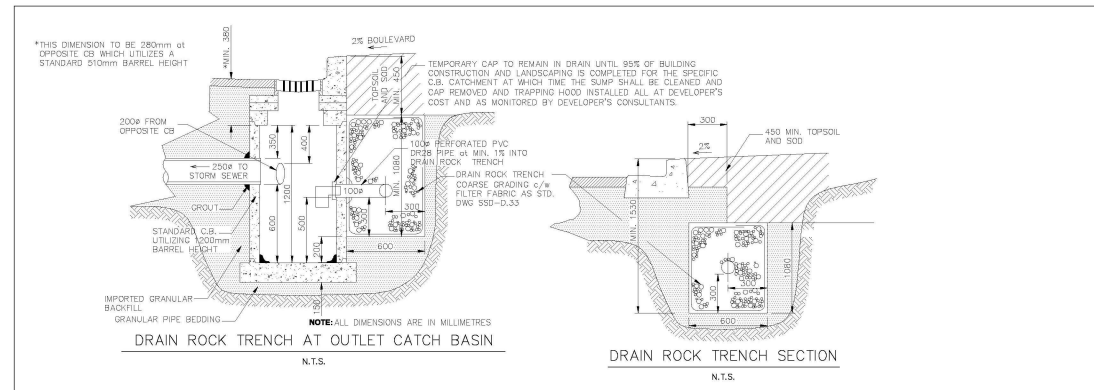 *THIS DIMENSION TO BE 280mm at
OPPOSITE CB WHICH UTILIZES A
STANDARD 510mm BARREL HEIGHT
*MIN. 380
2% BOULEVARD
TEMPORARY CAP TO REMAIN IN DRAIN UNTIL 95% OF BUILDING
CONSTRUCTION AND LANDSCAPING IS COMPLETED FOR THE SPECIFIC
C.B. CATCHMENT AT WHICH TIME THE SUMP SHALL BE CLEANED AND
CAP REMOVED AND TRAPPING HOOD INSTALLED ALL AT DEVELOPER'S
COST AND AS MONITORED BY DEVELOPER'S CONSULTANTS.
TOPSOIL
AND SOD
MIN. 450
200ø FROM
OPPOSITE CB
350
400
100ø PERFORATED PVC
DR28 PIPE at MIN. 1% INTO
DRAIN ROCK TRENCH
250ø TO
STORM SEWER
1200
100ø
MIN. 1080
DRAIN ROCK TRENCH
COARSE GRADING c/w
FILTER FABRIC AS STD.
DWG SSD-D.33
GROUT
STANDARD C.B.
UTILIZING 1200mm
BARREL HEIGHT
600
500
200
300
300
600
IMPORTED GRANULAR
BACKFILL
GRANULAR PIPE BEDDING
150
NOTE: ALL DIMENSIONS ARE IN MILLIMETRES
DRAIN ROCK TRENCH AT OUTLET CATCH BASIN
N.T.S.
300
2%
450 MIN. TOPSOIL
AND SOD
MIN. 1530
1080
300
300
600
DRAIN ROCK TRENCH SECTION
N.T.S.